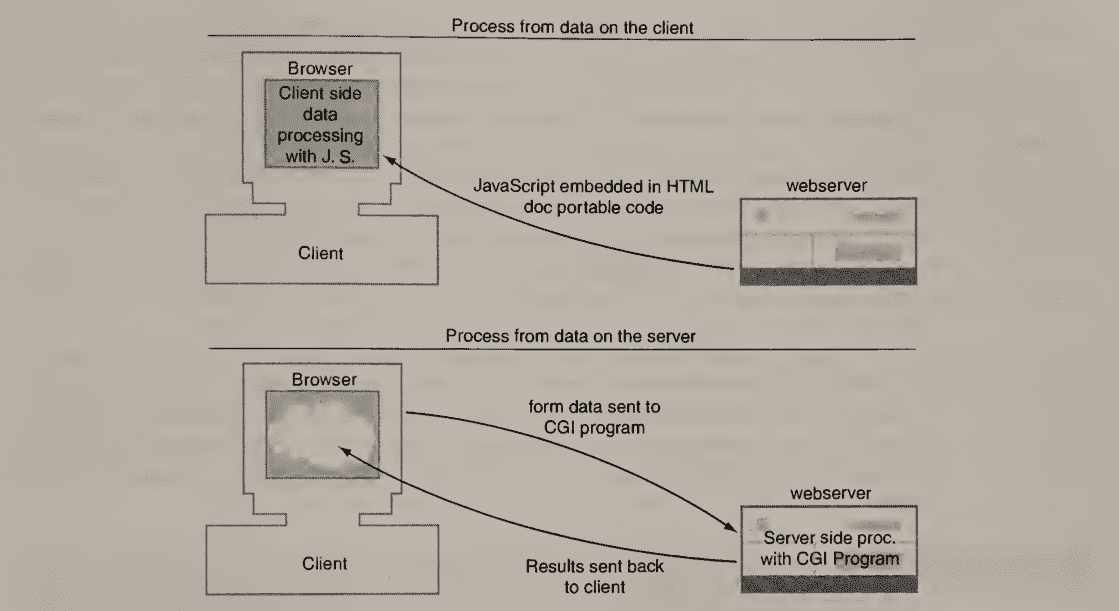 Process from data on the client
Browser
Client side
data
processing
with J. S.
JavaScript embedded in HTML
doc portable code
webserver
Client
Process from data on the server
Browser
form data sent to
CGI program
webserver
Server side proc.
with CGI Program
Client
Results sent back
to client